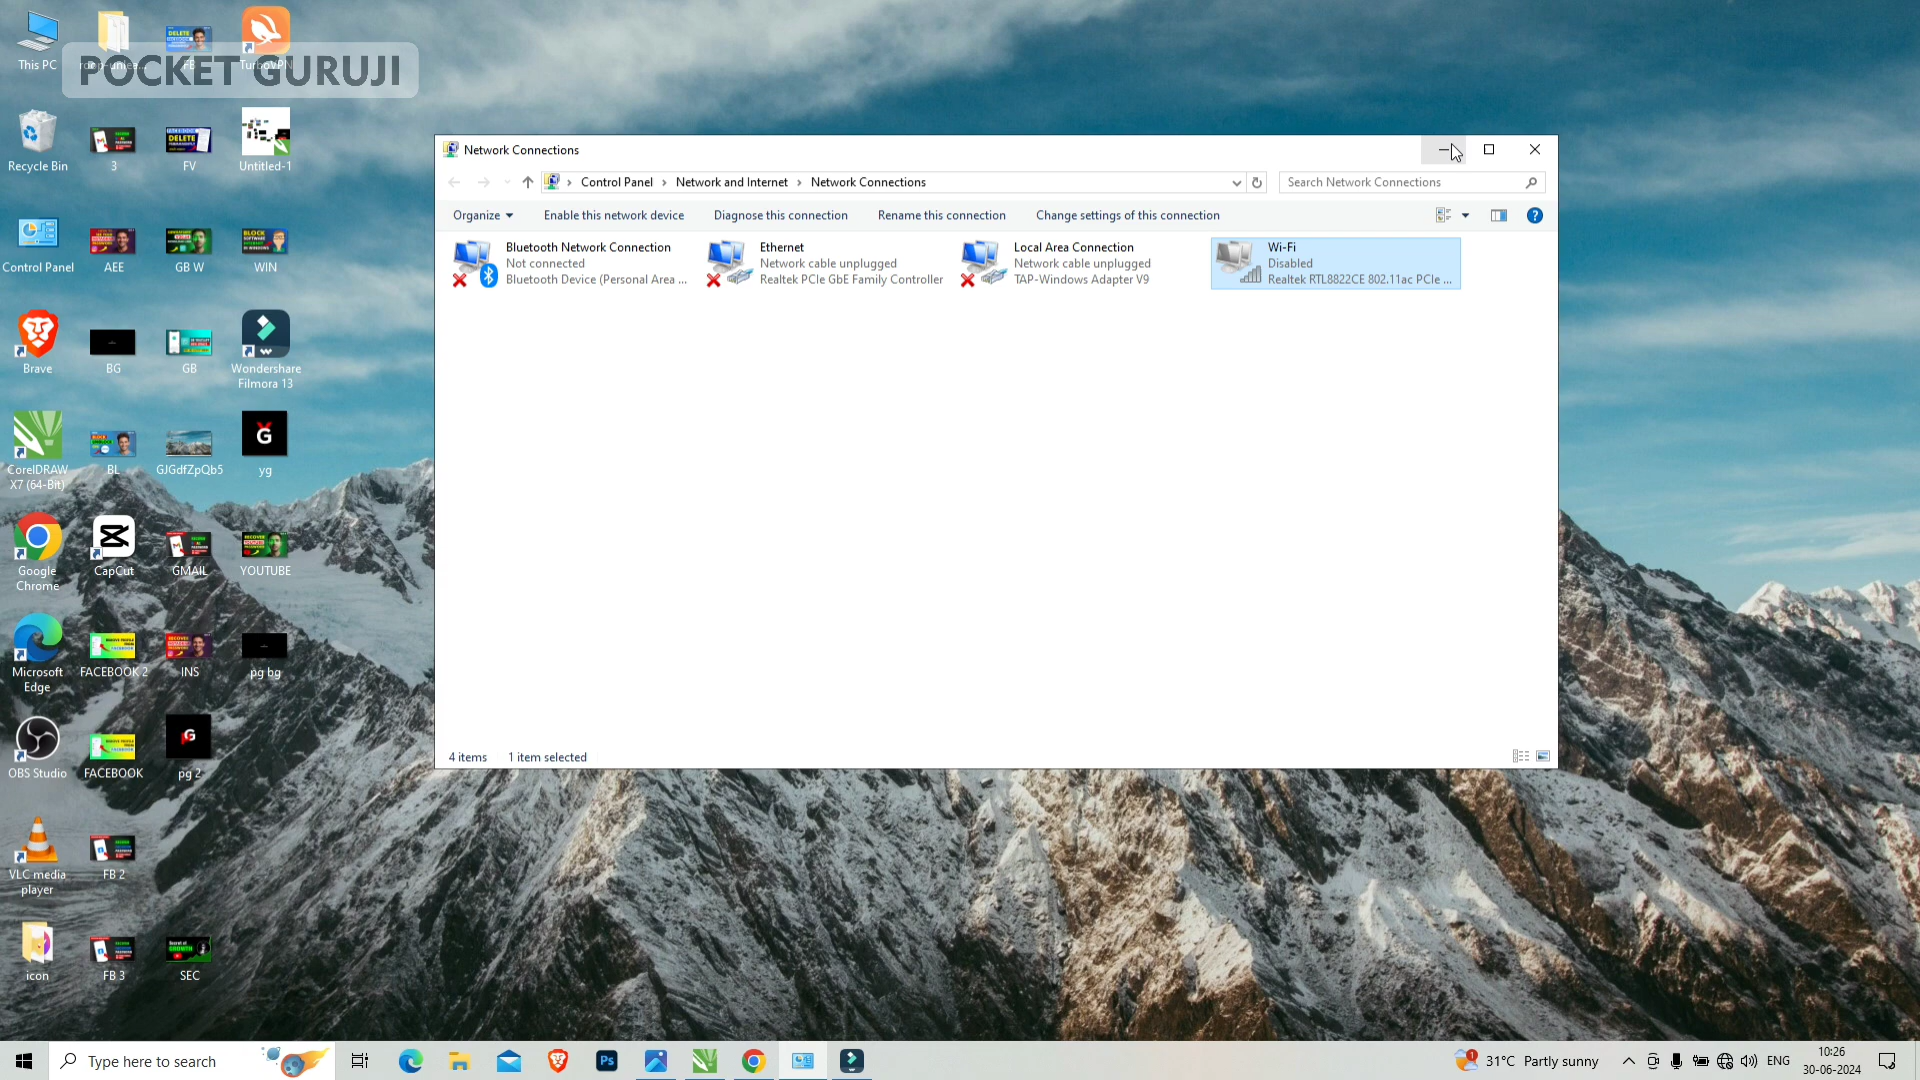 POCKET GURUJI
This PC
FB
TurboVPN
Recycle Bin
3
FV
Untitled-1
Control Panel
AEE
GB W
WIN
Brave
BG
GB
Wondershare
Filmora 13
CorelDRAW
X7 (64-Bit)
BL
GJGdfZpQb5
yg
Google
Chrome
CapCut
GMAIL
YOUTUBE
Microsoft
Edge
FACEBOOK 2
INS
pg bg
OBS Studio
FACEBOOK
pg 2
VLC media
player
FB 2
icon
FB 3
SEC
Network Connections
Control Panel > Network and Internet > Network Connections
Search Network Connections
Organize
Enable this network device
Diagnose this connection
Rename this connection
Change settings of this connection
Bluetooth Network Connection
Not connected
Bluetooth Device (Personal Area ...
Ethernet
Network cable unplugged
Realtek PCIe GbE Family Controller
Local Area Connection
Network cable unplugged
TAP-Windows Adapter V9
Wi-Fi
Disabled
Realtek RTL8822CE 802.11ac PCIe ...
4 items
1 item selected
Type here to search
Ps
1
31°C Partly sunny
ENG
10:26
30-06-2024